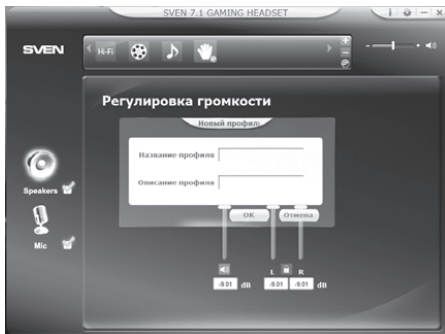 SVEN 7.1 GAMING HEADSET
SVEN
Hi-Fi
Регулировка громкости
Новый профиль
Название профиля
Описание профиля
OK Отмена
Speakers
Mic
L R
-9.01 dB -9.01 -9.01 dB